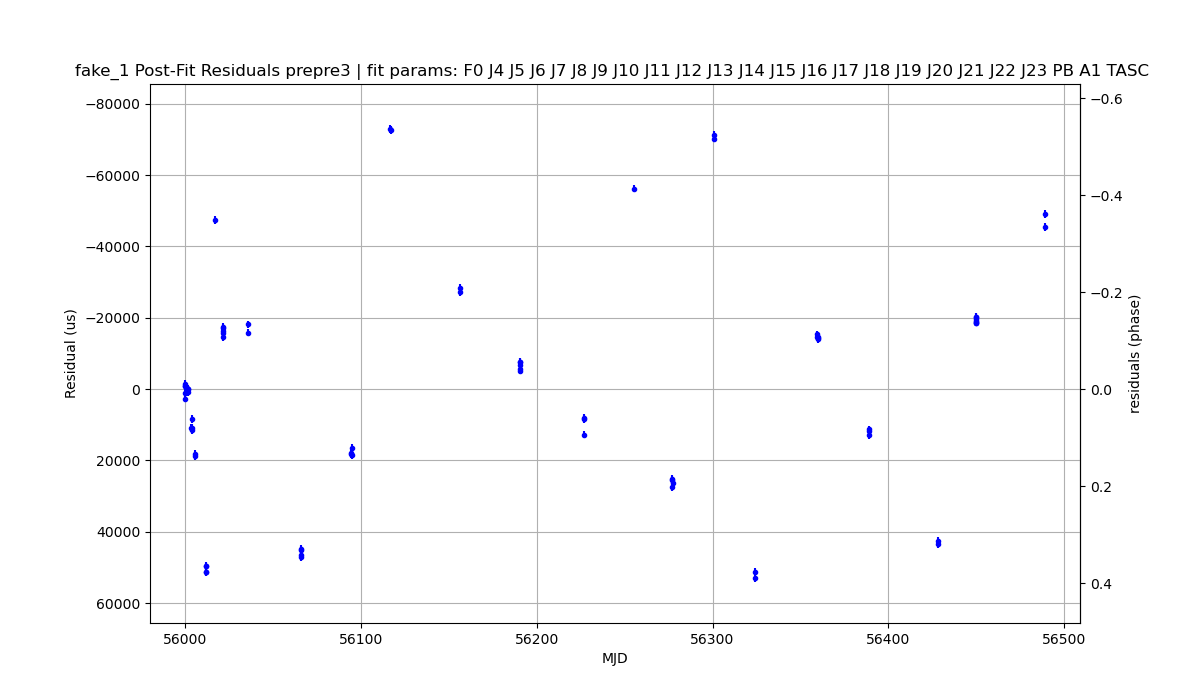 fake_1 Post-Fit Residuals prepre3 | fit params: F0 J4 J5 J6 J7 J8 J9 J10 J11 J12 J13 J14 J15 J16 J17 J18 J19 J20 J21 J22 J23 PB A1 TASC
Residual (us)
−80000
−60000
−40000
−20000
0
20000
40000
60000
−0.6
−0.4
−0.2
0.0
0.2
0.4
residuals (phase)
56000 56100 56200 56300 56400 56500
MJD